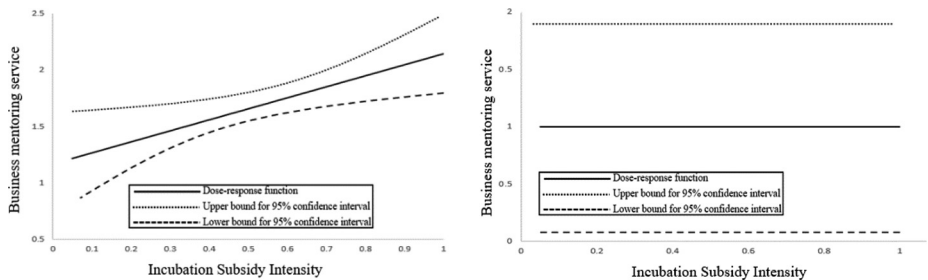 2.5
2
1.5
1
0.5
0
0.1
0.2
0.3
0.4
0.5
0.6
0.7
0.8
0.9
1
Business mentoring service
Incubation Subsidy Intensity
Dose-response function
Upper bound for 95% confidence interval
Lower bound for 95% confidence interval
2
0.5
1
0.5
0
0
0.2
0.4
0.6
0.8
1
Business mentoring service
Incubation Subsidy Intensity
Dose-response function
Upper bound for 95% confidence interval
Lower bound for 95% confidence interval